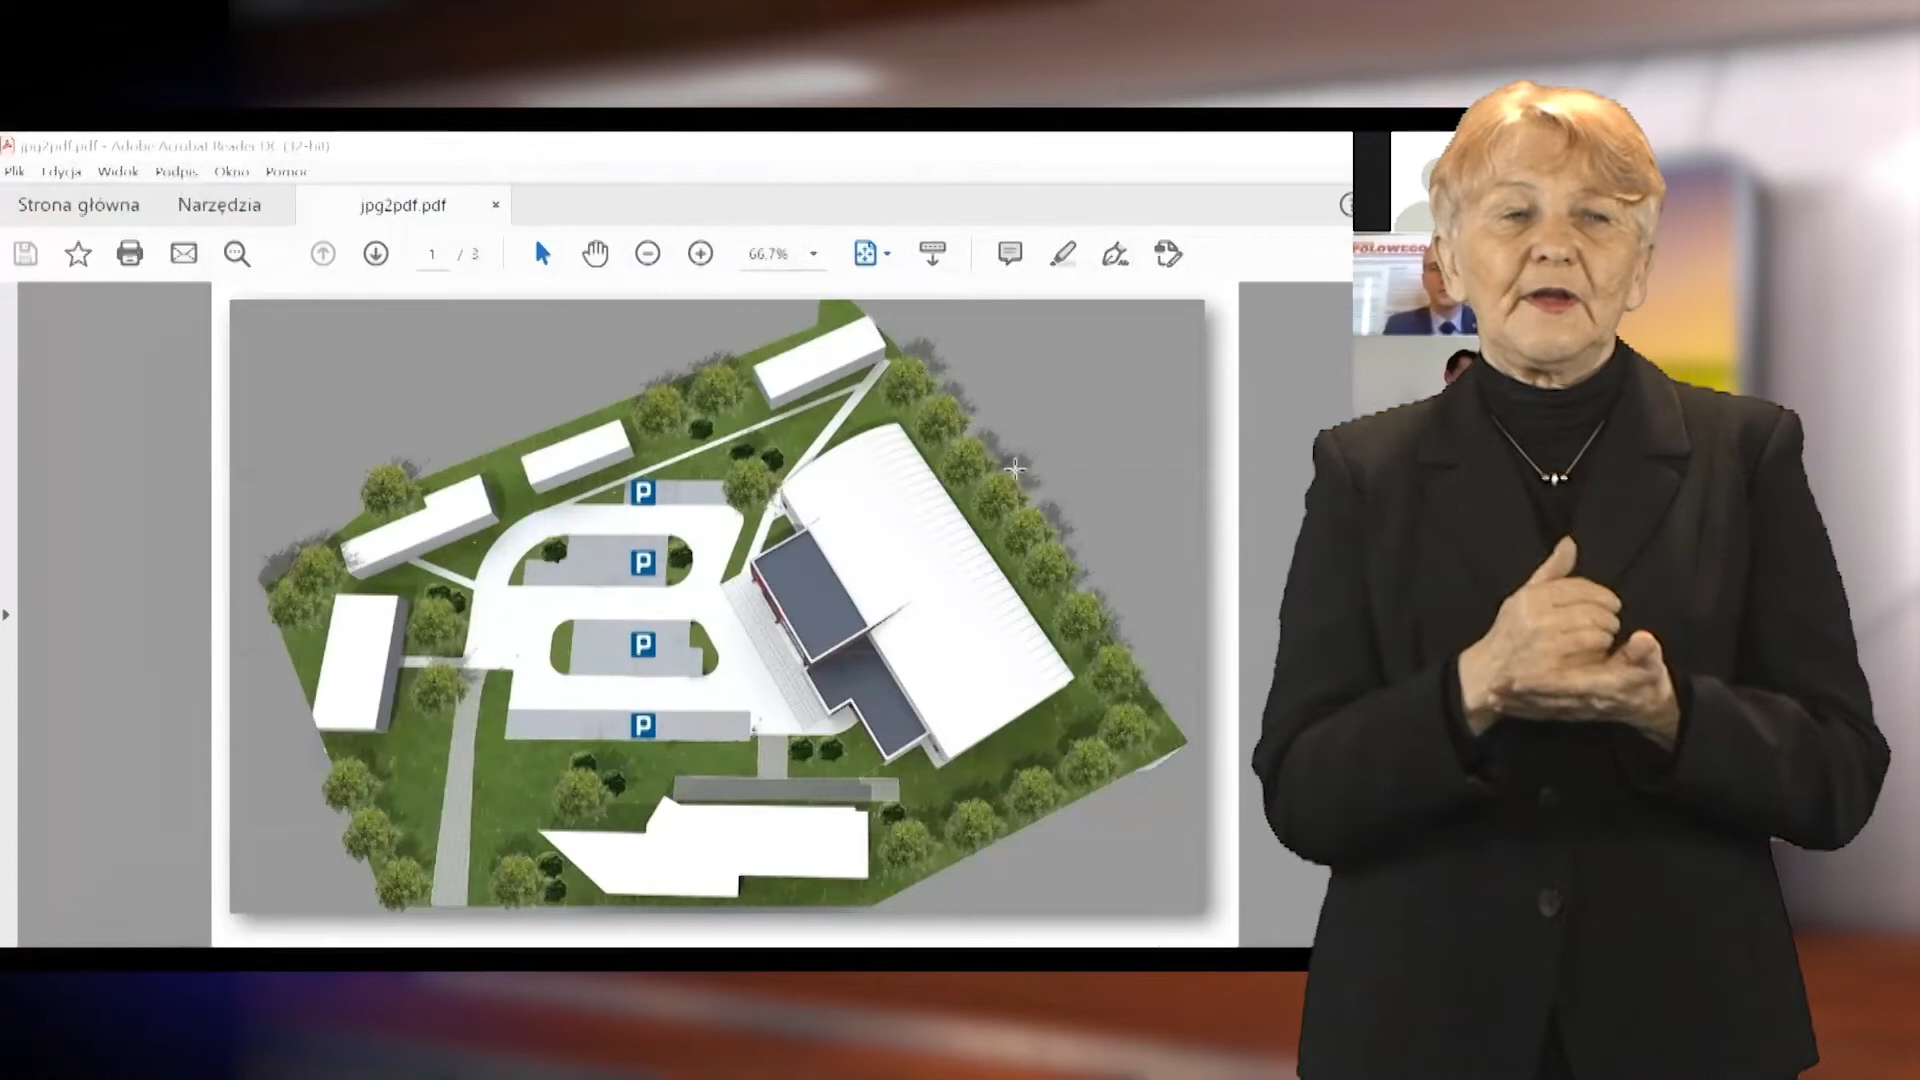 jpg2pdf.pdf - Adobe Acrobat Reader DC (32-bit)
Plik Edycja Widok Podpis Okno Pomoc
Strona główna Narzędzia jpg2pdf.pdf ×
1 / 3 66,7%
POLOWEGO
P
P
P
P